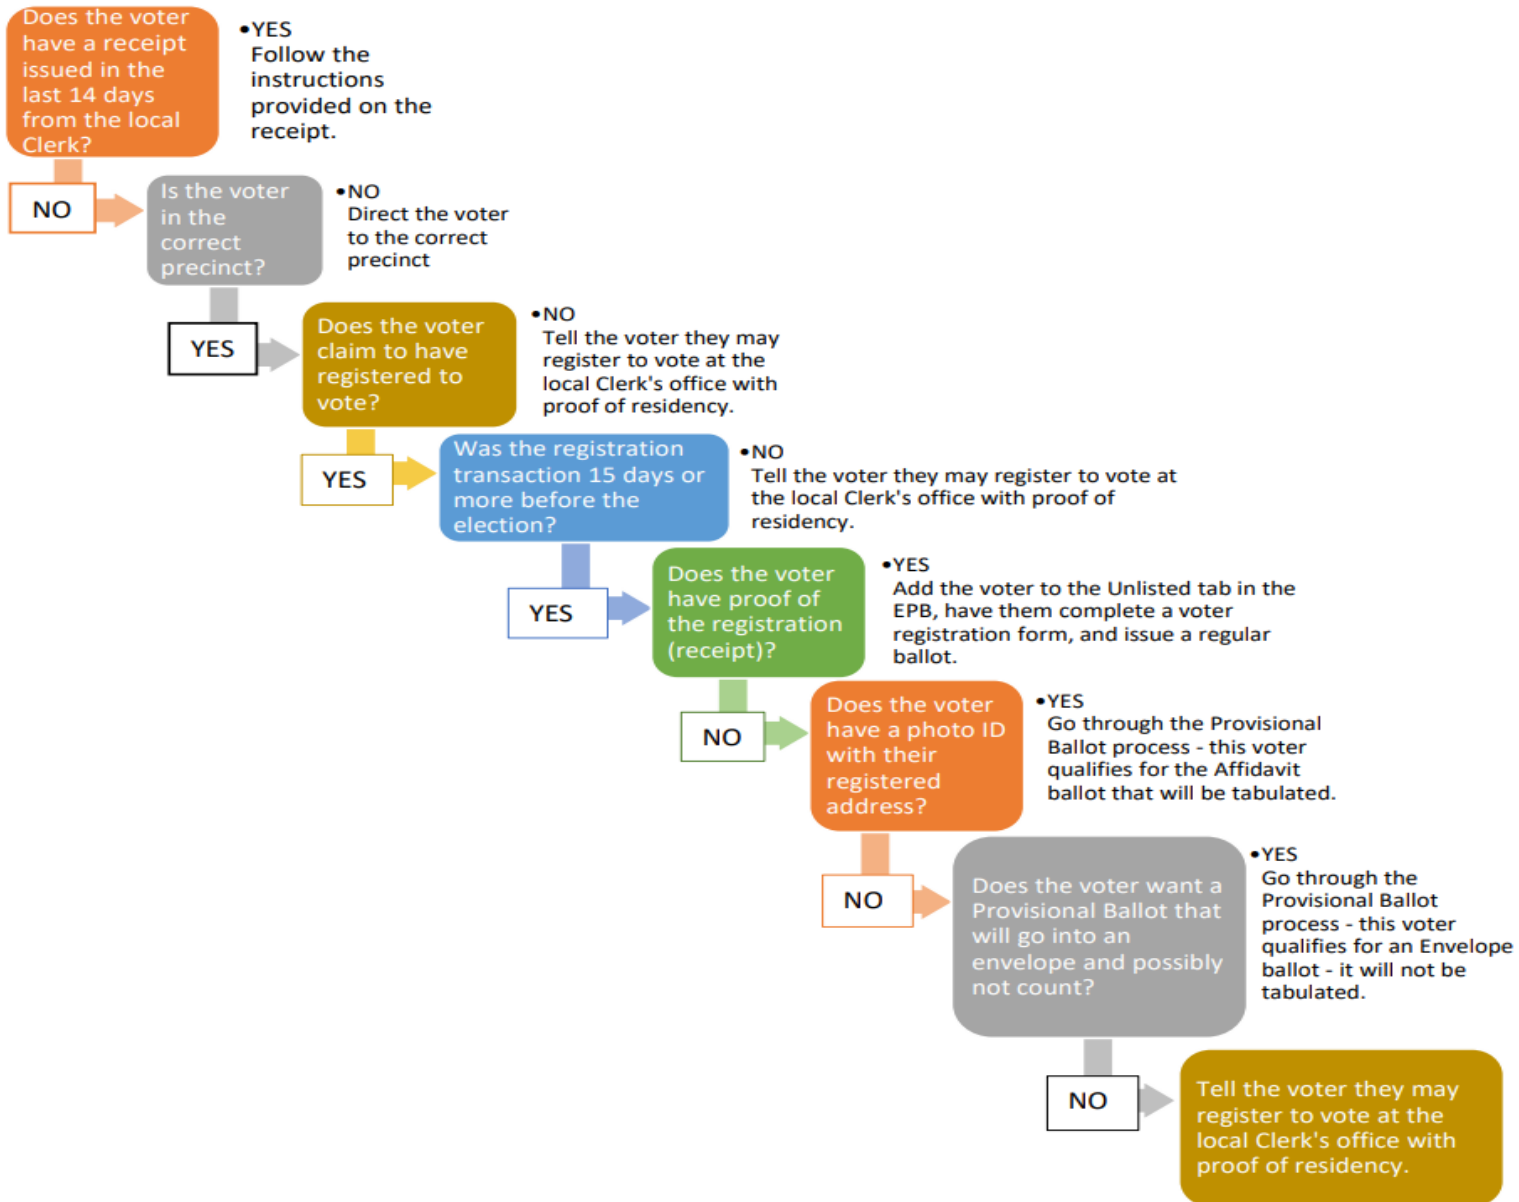 Does the voter
have a receipt
issued in the
last 14 days
from the local
Clerk?
•YES
Follow the
instructions
provided on the
receipt.
NO
Is the voter
in the
correct
precinct?
•NO
Direct the voter
to the correct
precinct
YES
Does the voter
claim to have
registered to
vote?
•NO
Tell the voter they may
register to vote at the
local Clerk's office with
proof of residency.
YES
Was the registration
transaction 15 days or
more before the
election?
•NO
Tell the voter they may register to vote at
the local Clerk's office with proof of
residency.
YES
Does the voter
have proof of
the registration
(receipt)?
•YES
Add the voter to the Unlisted tab in the
EPB, have them complete a voter
registration form, and issue a regular
ballot.
NO
Does the voter
have a photo ID
with their
registered
address?
•YES
Go through the Provisional
Ballot process - this voter
qualifies for the Affidavit
ballot that will be tabulated.
NO
Does the voter want a
Provisional Ballot that
will go into an
envelope and possibly
not count?
•YES
Go through the
Provisional Ballot
process - this voter
qualifies for an Envelope
ballot - it will not be
tabulated.
NO
Tell the voter they may
register to vote at the
local Clerk's office with
proof of residency.